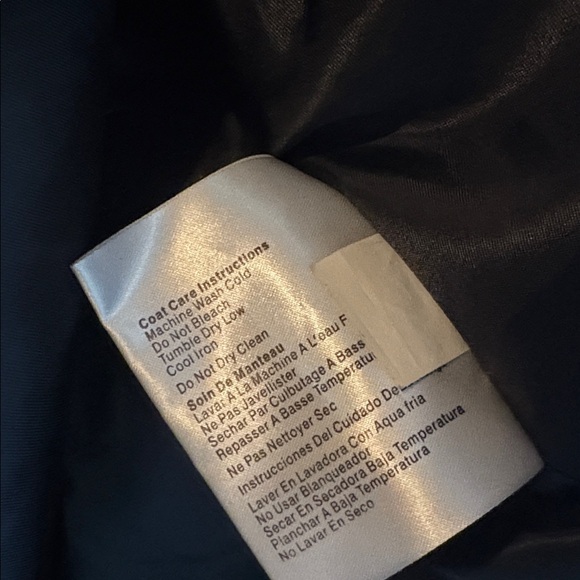 Coat Care Instructions
Machine Wash Cold
Do Not Bleach
Tumble Dry Low
Cool Iron
Do Not Dry Clean
Soin De Manteau
Lavar A La Machine A L'eau F
Ne Pas Javellister
Sechar Par Culbutage A Bass
Repasser A Basse Temperatu
Ne Pas Nettoyer Sec
Instrucciones Del Cuidado De
Laver En Lavadora Con Aqua fria
No Usar Blanqueador
Secar En Secadora Baja Temperatura
Planchar A Baja Temperatura
No Lavar En Seco